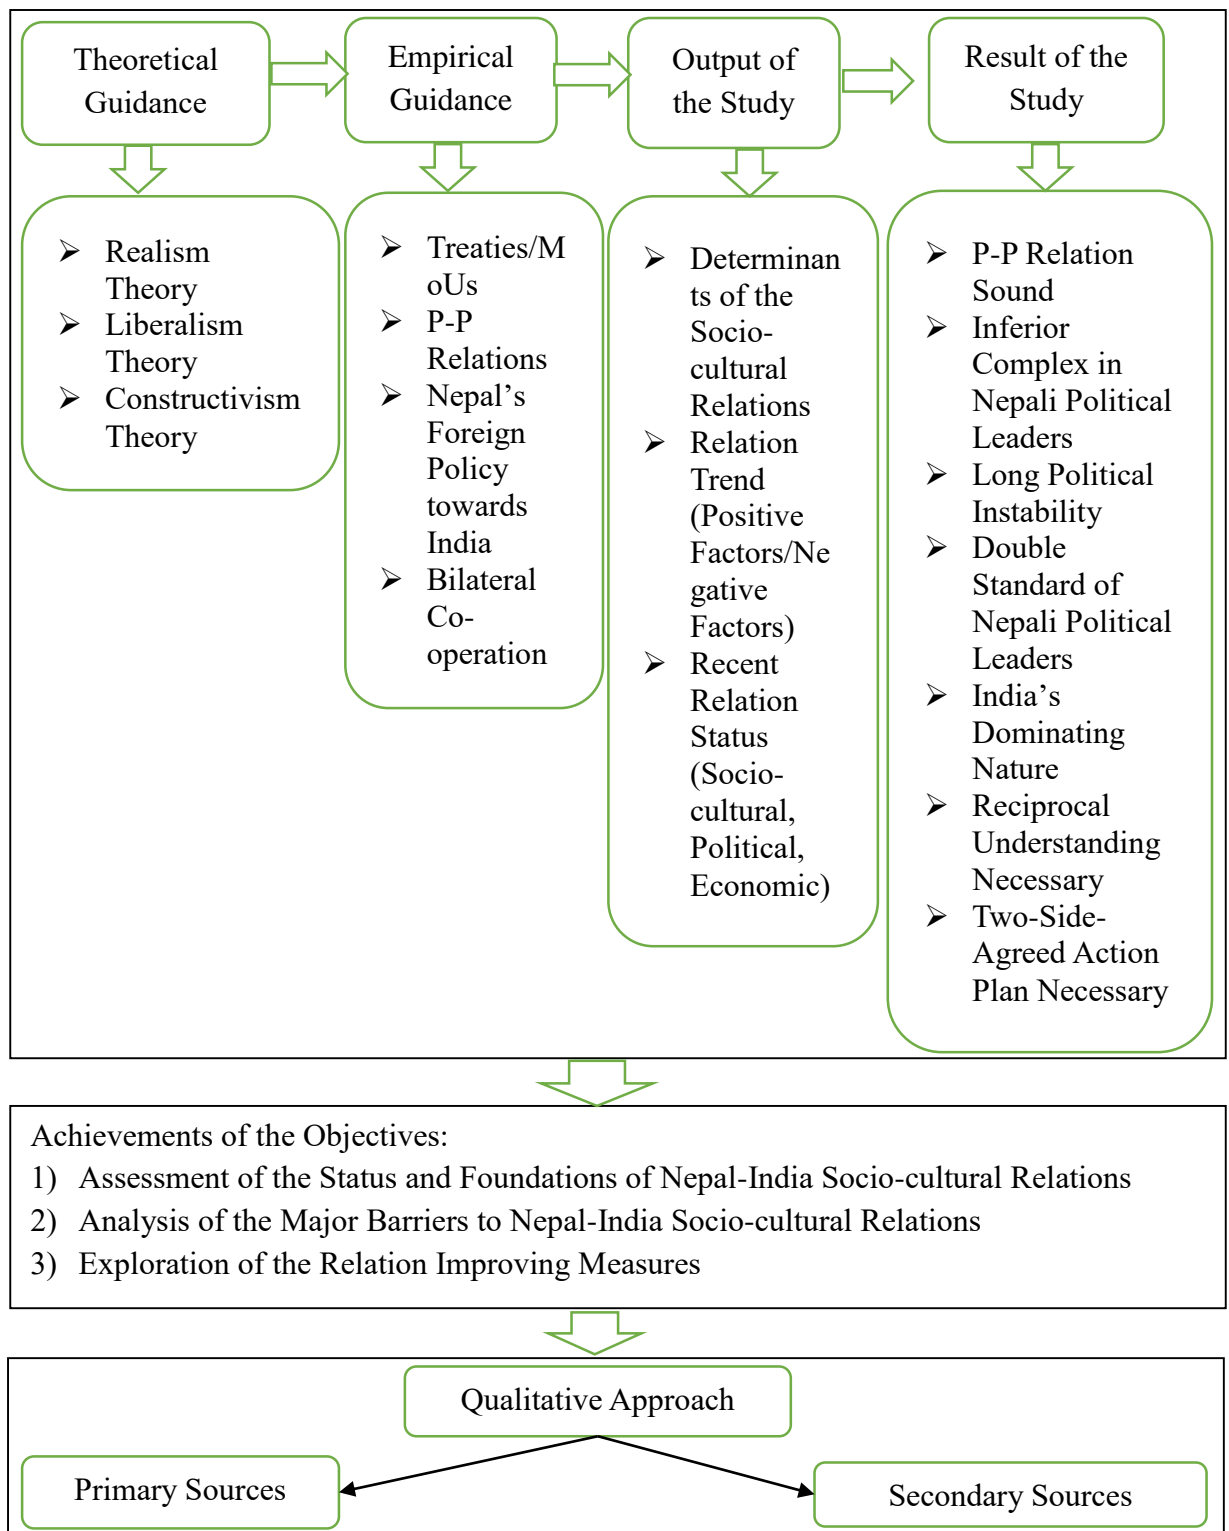 Theoretical
Guidance
Empirical
Guidance
Output of
the Study
Result of the
Study
➢ Realism
Theory
➢ Liberalism
Theory
➢ Constructivism
Theory
➢ Treaties/M
oUs
➢ P-P
Relations
➢ Nepal’s
Foreign
Policy
towards
India
➢ Bilateral
Co-
operation
➢ Determinan
ts of the
Socio-
cultural
Relations
➢ Relation
Trend
(Positive
Factors/Ne
gative
Factors)
➢ Recent
Relation
Status
(Socio-
cultural,
Political,
Economic)
➢ P-P Relation
Sound
➢ Inferior
Complex in
Nepali Political
Leaders
➢ Long Political
Instability
➢ Double
Standard of
Nepali Political
Leaders
➢ India’s
Dominating
Nature
➢ Reciprocal
Understanding
Necessary
➢ Two-Side-
Agreed Action
Plan Necessary
Achievements of the Objectives:
1) Assessment of the Status and Foundations of Nepal-India Socio-cultural Relations
2) Analysis of the Major Barriers to Nepal-India Socio-cultural Relations
3) Exploration of the Relation Improving Measures
Qualitative Approach
Primary Sources
Secondary Sources